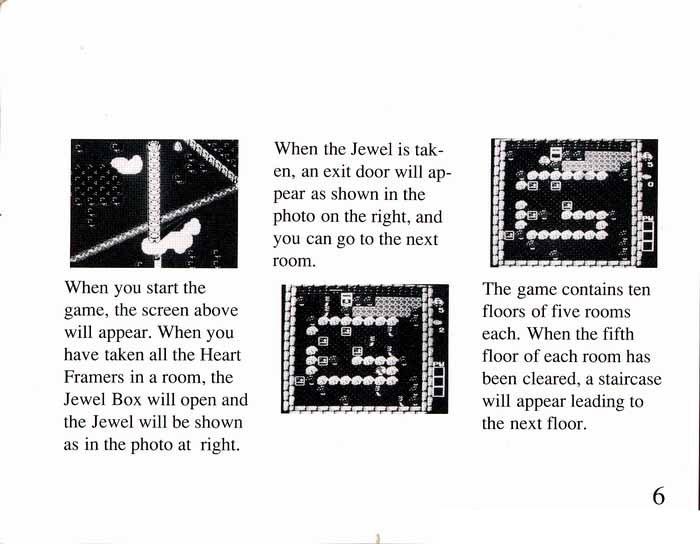 When you start the
game, the screen above
will appear. When you
have taken all the Heart
Framers in a room, the
Jewel Box will open and
the Jewel will be shown
as in the photo at right.
When the Jewel is tak-
en, an exit door will ap-
pear as shown in the
photo on the right, and
you can go to the next
room.
The game contains ten
floors of five rooms
each. When the fifth
floor of each room has
been cleared, a staircase
will appear leading to
the next floor.
6